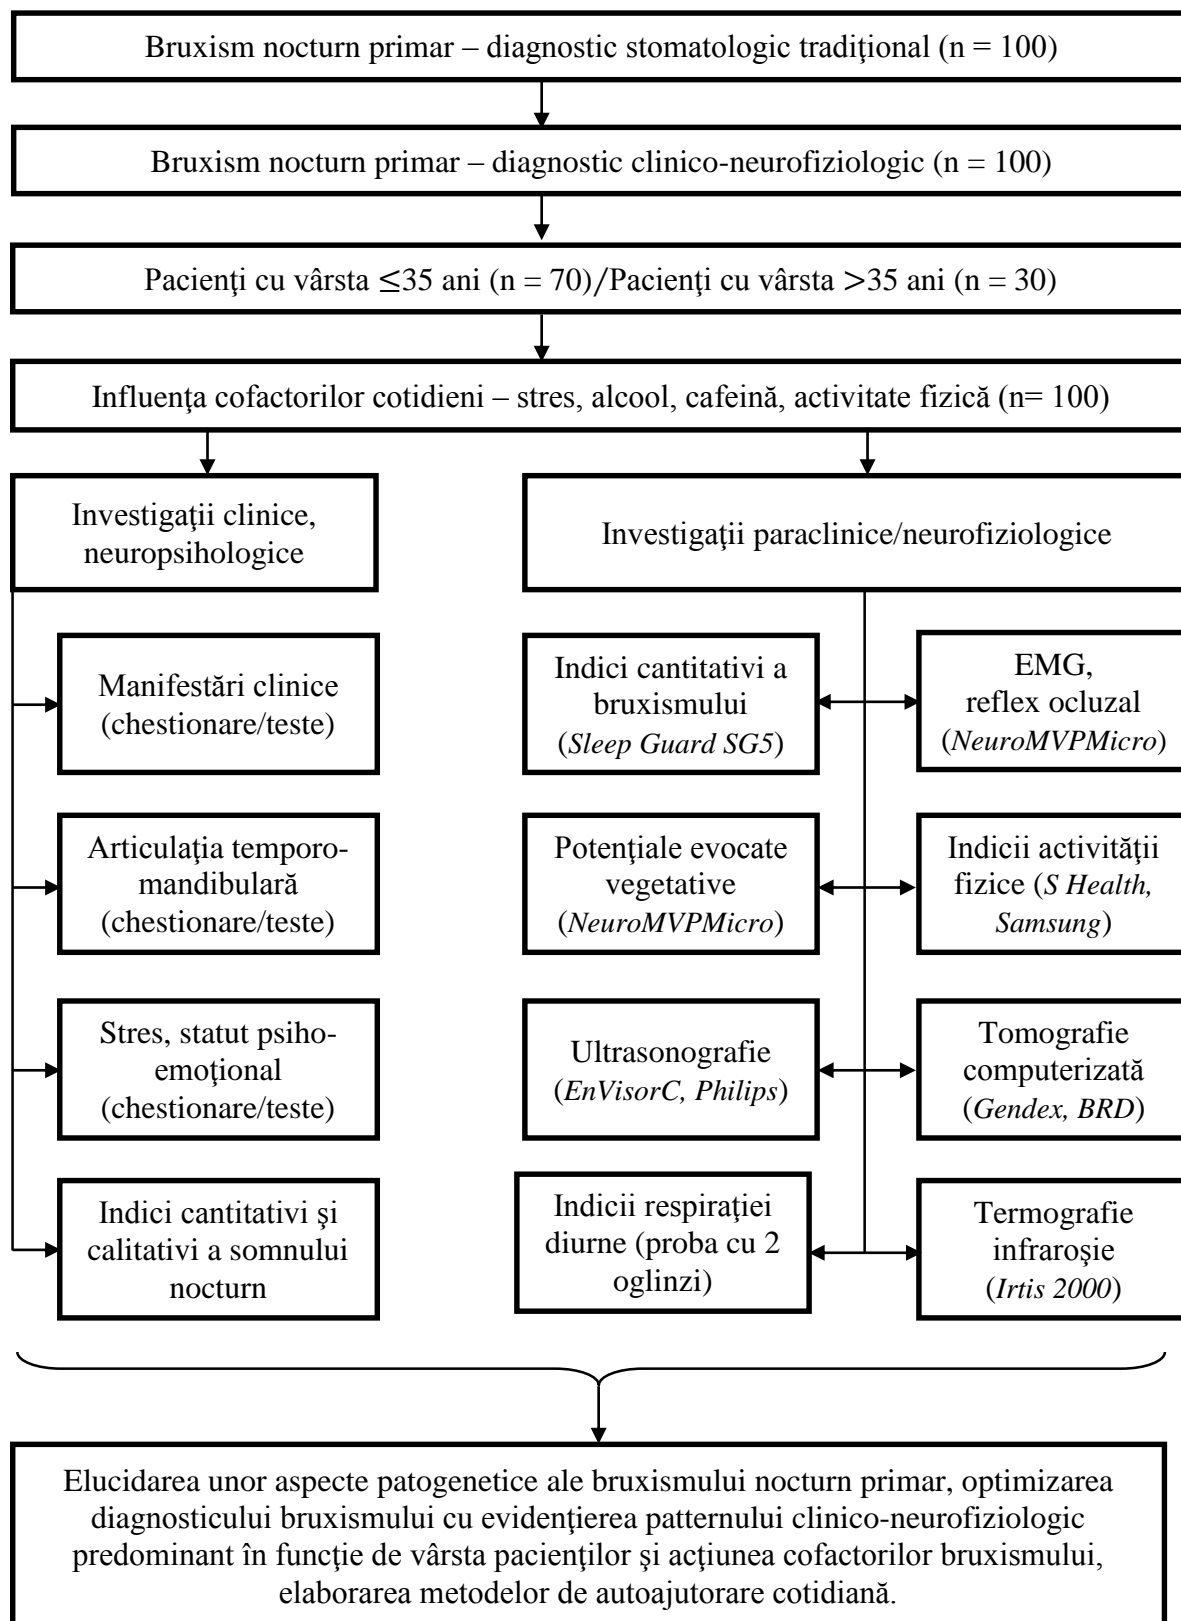 Bruxism nocturn primar – diagnostic stomatologic tradiţional (n = 100)
Bruxism nocturn primar – diagnostic clinico-neurofiziologic (n = 100)
Pacienţi cu vârsta ≤35 ani (n = 70)/Pacienţi cu vârsta >35 ani (n = 30)
Influenţa cofactorilor cotidieni – stres, alcool, cafeină, activitate fizică (n= 100)
Investigaţii clinice,
neuropsihologice
Investigaţii paraclinice/neurofiziologice
Manifestări clinice
(chestionare/teste)
Indici cantitativi a
bruxismului
(Sleep Guard SG5)
EMG,
reflex ocluzal
(NeuroMVPMicro)
Articulaţia temporo-
mandibulară
(chestionare/teste)
Potenţiale evocate
vegetative
(NeuroMVPMicro)
Indicii activităţii
fizice (S Health,
Samsung)
Stres, statut psiho-
emoţional
(chestionare/teste)
Ultrasonografie
(EnVisorC, Philips)
Tomografie
computerizată
(Gendex, BRD)
Indici cantitativi şi
calitativi a somnului
nocturn
Indicii respiraţiei
diurne (proba cu 2
oglinzi)
Termografie
infraroşie
(Irtis 2000)
Elucidarea unor aspecte patogenetice ale bruxismului nocturn primar, optimizarea
diagnosticului bruxismului cu evidenţierea patternului clinico-neurofiziologic
predominant în funcţie de vârsta pacienţilor şi acţiunea cofactorilor bruxismului,
elaborarea metodelor de autoajutorare cotidiană.